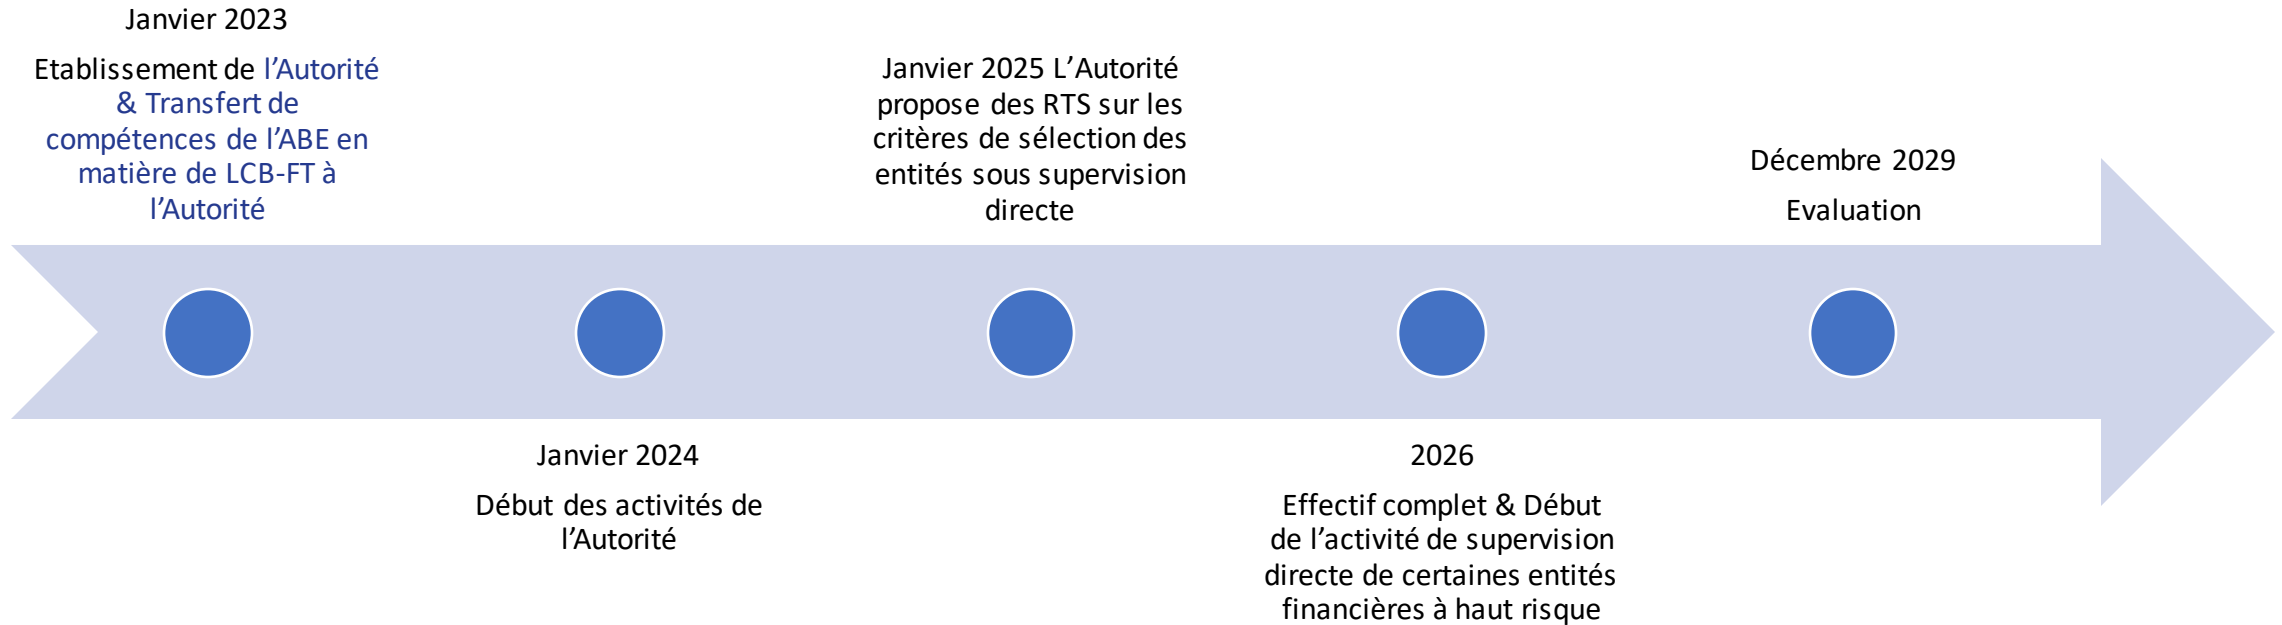 Janvier 2023
Etablissement de l’Autorité
& Transfert de
compétences de l’ABE en
matière de LCB-FT à
l’Autorité
Janvier 2024
Début des activités de
l’Autorité
Janvier 2025 L’Autorité
propose des RTS sur les
critères de sélection des
entités sous supervision
directe
2026
Effectif complet & Début
de l’activité de supervision
directe de certaines entités
financières à haut risque
Décembre 2029
Evaluation